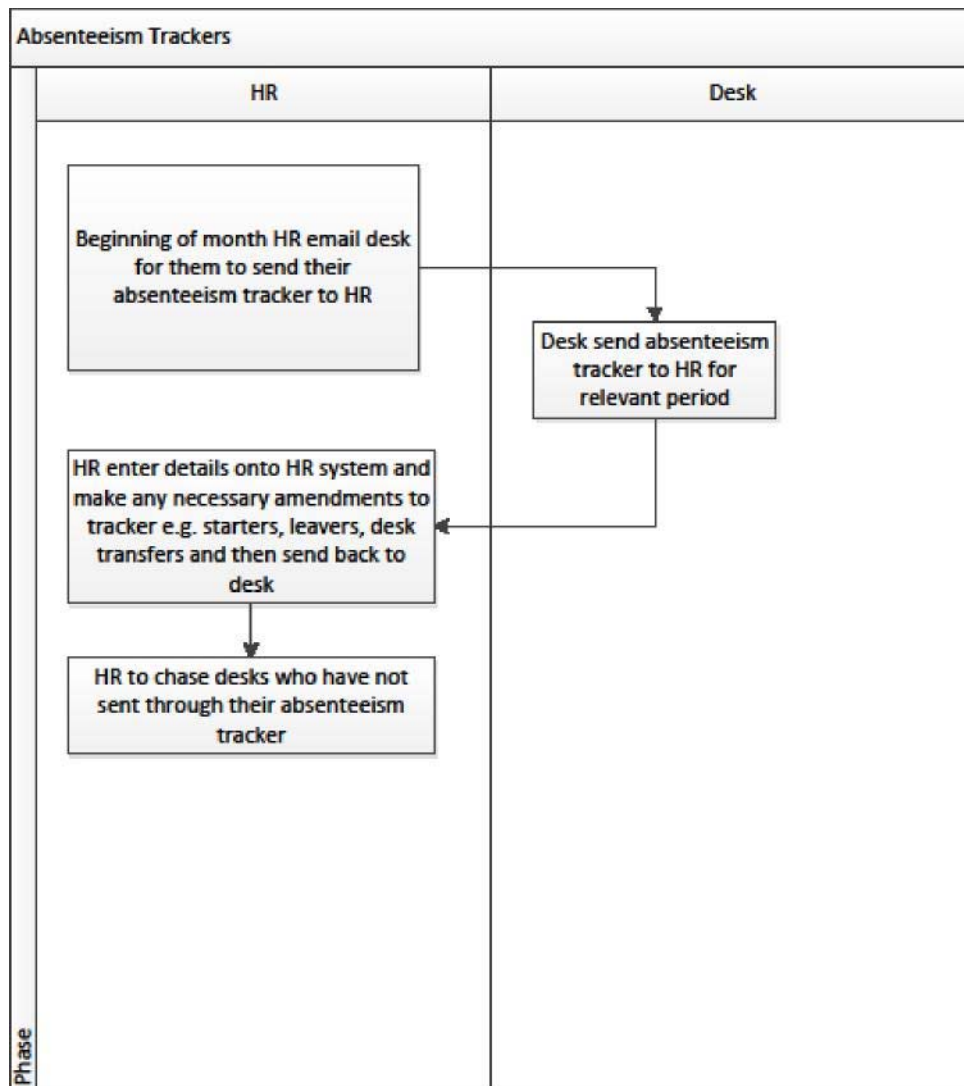 Absenteeism Trackers
HR
Desk
Beginning of month HR email desk
for them to send their
absenteeism tracker to HR
Desk send absenteeism
tracker to HR for
relevant period
HR enter details onto HR system and
make any necessary amendments to
tracker e.g. starters, leavers, desk
transfers and then send back to
desk
HR to chase desks who have not
sent through their absenteeism
tracker
Phase